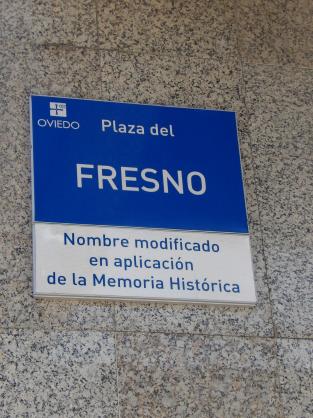 OVIEDO
Plaza del
FRESNO
Nombre modificado
en aplicación
de la Memoria Histórica